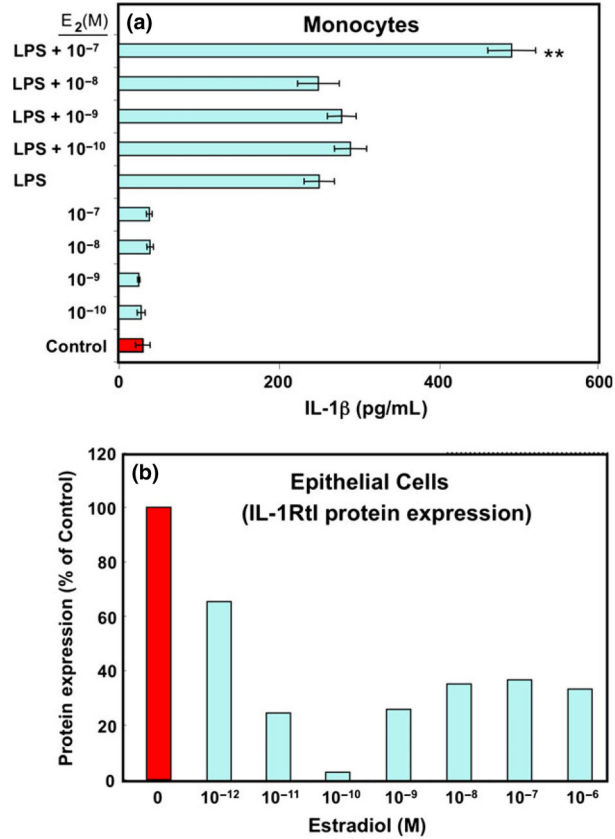 E₂(M)
(a)
Monocytes
LPS + 10⁻⁷
**
LPS + 10⁻⁸
LPS + 10⁻⁹
LPS + 10⁻¹⁰
LPS
10⁻⁷
10⁻⁸
10⁻⁹
10⁻¹⁰
Control
0 200 400 600
IL-1β (pg/mL)
(b)
Epithelial Cells
(IL-1RtI protein expression)
Protein expression (% of Control)
120
100
80
60
40
20
0
0 10⁻¹² 10⁻¹¹ 10⁻¹⁰ 10⁻⁹ 10⁻⁸ 10⁻⁷ 10⁻⁶
Estradiol (M)